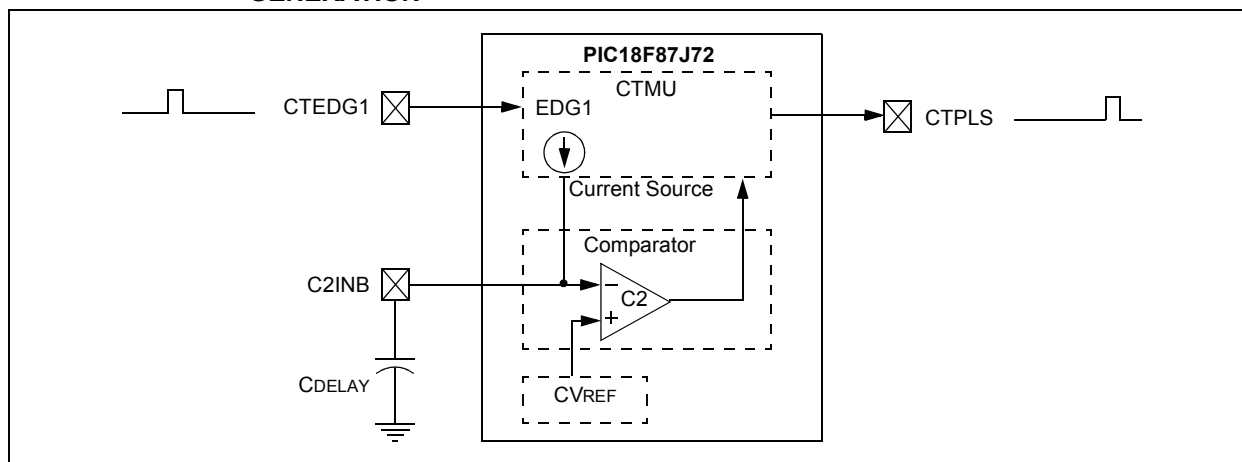 GENERATION
PIC18F87J72
CTMU
CTEDG1
EDG1
CTPLS
Current Source
Comparator
C2INB
C2
CDELAY
CVREF